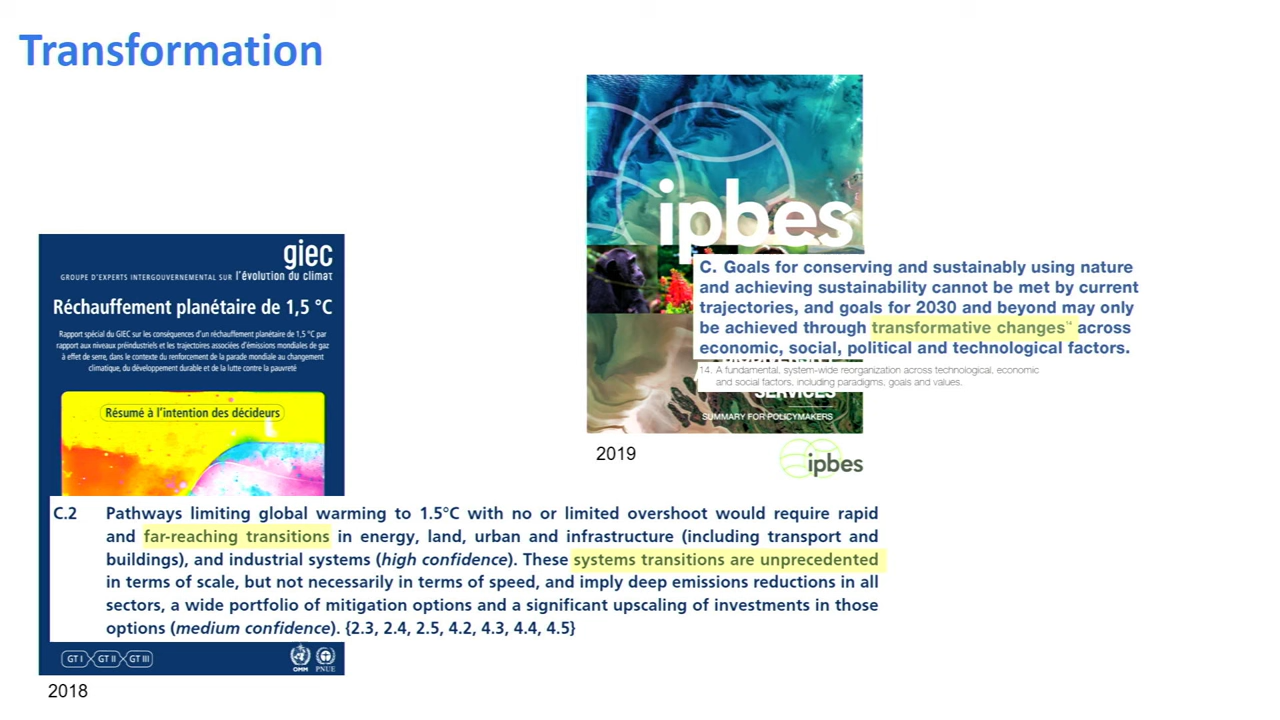 Transformation
giec
GROUPE D'EXPERTS INTERGOUVERNEMENTAL SUR l'évolution du climat
Réchauffement planétaire de 1,5 °C
Rapport spécial du GIEC sur les conséquences d'un réchauffement planétaire de 1,5 °C par
rapport aux niveaux préindustriels et les trajectoires associées d'émissions mondiales de gaz
à effet de serre, dans le contexte du renforcement de la parade mondiale au changement
climatique, du développement durable et de la lutte contre la pauvreté
Résumé à l'intention des décideurs
C.2 Pathways limiting global warming to 1.5°C with no or limited overshoot would require rapid
and far-reaching transitions in energy, land, urban and infrastructure (including transport and
buildings), and industrial systems (high confidence). These systems transitions are unprecedented
in terms of scale, but not necessarily in terms of speed, and imply deep emissions reductions in all
sectors, a wide portfolio of mitigation options and a significant upscaling of investments in those
options (medium confidence). {2.3, 2.4, 2.5, 4.2, 4.3, 4.4, 4.5}
GT I GT II GT III
OMM PNUE
2018
ipbes
C. Goals for conserving and sustainably using nature
and achieving sustainability cannot be met by current
trajectories, and goals for 2030 and beyond may only
be achieved through transformative changes14 across
economic, social, political and technological factors.
14. A fundamental, system-wide reorganization across technological, economic
and social factors, including paradigms, goals and values.
SERVICES
SUMMARY FOR POLICYMAKERS
2019
ipbes